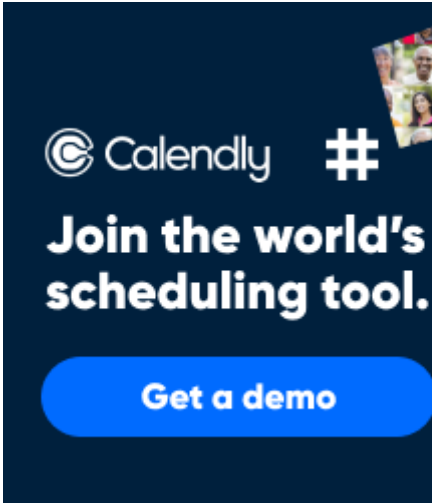 Calendly #
Join the world's
scheduling tool.
Get a demo